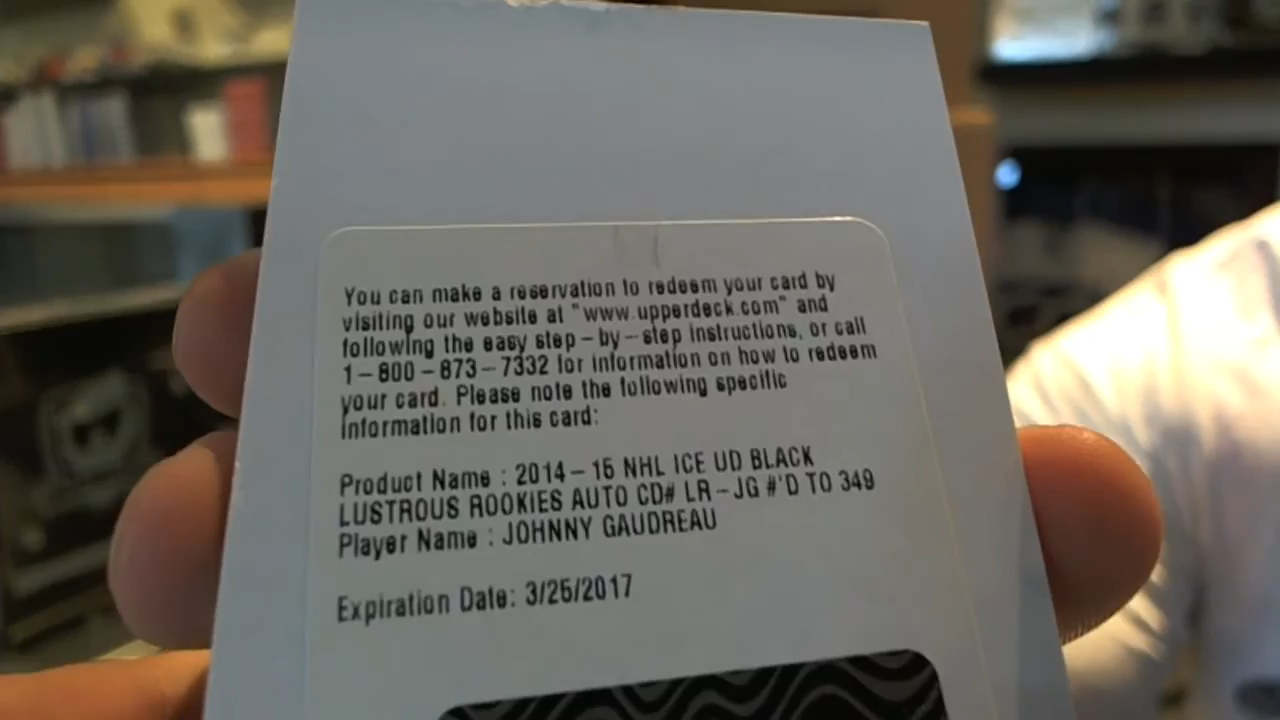 You can make a reservation to redeem your card by
visiting our website at "www.upperdeck.com" and
following the easy step-by-step instructions, or call
1-800-873-7332 for information on how to redeem
your card. Please note the following specific
information for this card:
Product Name : 2014-15 NHL ICE UD BLACK
LUSTROUS ROOKIES AUTO CD# LR-JG #'D TO 349
Player Name : JOHNNY GAUDREAU
Expiration Date: 3/25/2017